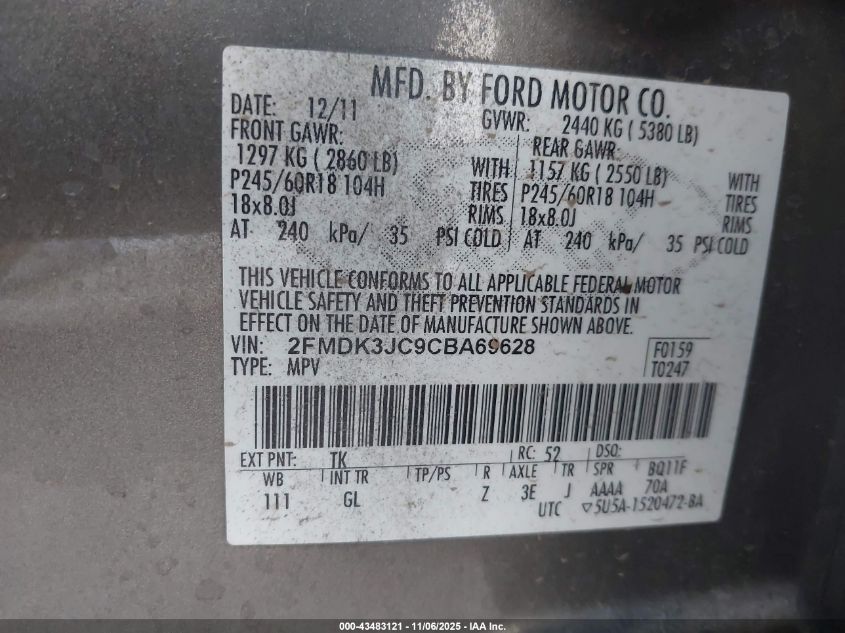 MFD. BY FORD MOTOR CO.
DATE: 12/11 GVWR: 2440 KG ( 5380 LB)
FRONT GAWR: REAR GAWR:
1297 KG ( 2860 LB) WITH 1157 KG ( 2550 LB) WITH
P245/60R18 104H TIRES P245/60R18 104H TIRES
18x8.0J RIMS 18x8.0J RIMS
AT 240 kPa/ 35 PSI COLD AT 240 kPa/ 35 PSI COLD
THIS VEHICLE CONFORMS TO ALL APPLICABLE FEDERAL MOTOR
VEHICLE SAFETY AND THEFT PREVENTION STANDARDS IN
EFFECT ON THE DATE OF MANUFACTURE SHOWN ABOVE.
VIN: 2FMDK3JC9CBA69628 F0159
TYPE: MPV T0247
EXT PNT: TK RC: 52 DSO:
WB INT TR TP/PS R AXLE TR SPR BQ11F
111 GL Z 3E J AAAA 70A
UTC ▽5U5A-1520472-BA
000-43483121 - 11/06/2025 - IAA Inc.